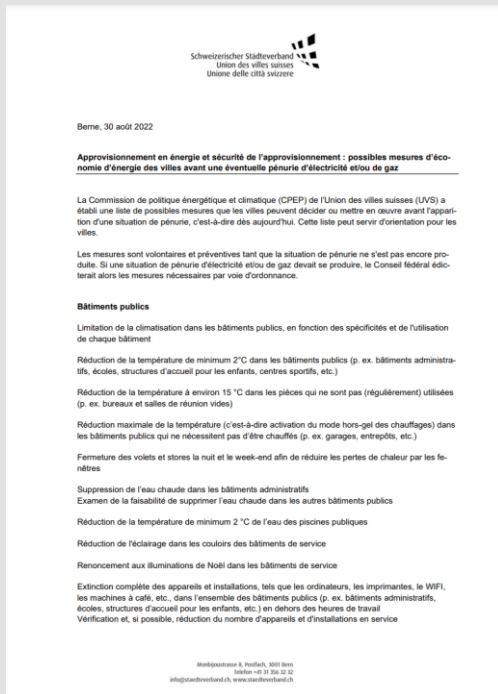 Schweizerischer Städteverband
Union des villes suisses
Unione delle città svizzere
Berne, 30 août 2022
Approvisionnement en énergie et sécurité de l'approvisionnement : possibles mesures d'éco-
nomie d'énergie des villes avant une éventuelle pénurie d'électricité et/ou de gaz
La Commission de politique énergétique et climatique (CPEP) de l'Union des villes suisses (UVS) a
établi une liste de possibles mesures que les villes peuvent décider ou mettre en œuvre avant l'appari-
tion d'une situation de pénurie, c'est-à-dire dès aujourd'hui. Cette liste peut servir d'orientation pour les
villes.
Les mesures sont volontaires et préventives tant que la situation de pénurie ne s'est pas encore pro-
duite. Si une situation de pénurie d'électricité et/ou de gaz devait se produire, le Conseil fédéral édic-
terait alors les mesures nécessaires par voie d'ordonnance.
Bâtiments publics
Limitation de la climatisation dans les bâtiments publics, en fonction des spécificités et de l'utilisation
de chaque bâtiment
Réduction de la température de minimum 2°C dans les bâtiments publics (p. ex. bâtiments administra-
tifs, écoles, structures d'accueil pour les enfants, centres sportifs, etc.)
Réduction de la température à environ 15 °C dans les pièces qui ne sont pas (régulièrement) utilisées
(p. ex. bureaux et salles de réunion vides)
Réduction maximale de la température (c'est-à-dire activation du mode hors-gel des chauffages) dans
les bâtiments publics qui ne nécessitent pas d'être chauffés (p. ex. garages, entrepôts, etc.)
Fermeture des volets et stores la nuit et le week-end afin de réduire les pertes de chaleur par les fe-
nêtres
Suppression de l'eau chaude dans les bâtiments administratifs
Examen de la faisabilité de supprimer l'eau chaude dans les autres bâtiments publics
Réduction de la température de minimum 2 °C de l'eau des piscines publiques
Réduction de l'éclairage dans les couloirs des bâtiments de service
Renoncement aux illuminations de Noël dans les bâtiments de service
Extinction complète des appareils et installations, tels que les ordinateurs, les imprimantes, le WIFI,
les machines à café, etc., dans l'ensemble des bâtiments publics (p. ex. bâtiments administratifs,
écoles, structures d'accueil pour les enfants, etc.) en dehors des heures de travail
Vérification et, si possible, réduction du nombre d'appareils et d'installations en service
Monbijoustrasse 8, Postfach, 3001 Bern
Telefon +41 31 356 32 32
info@staedteverband.ch, www.staedteverband.ch